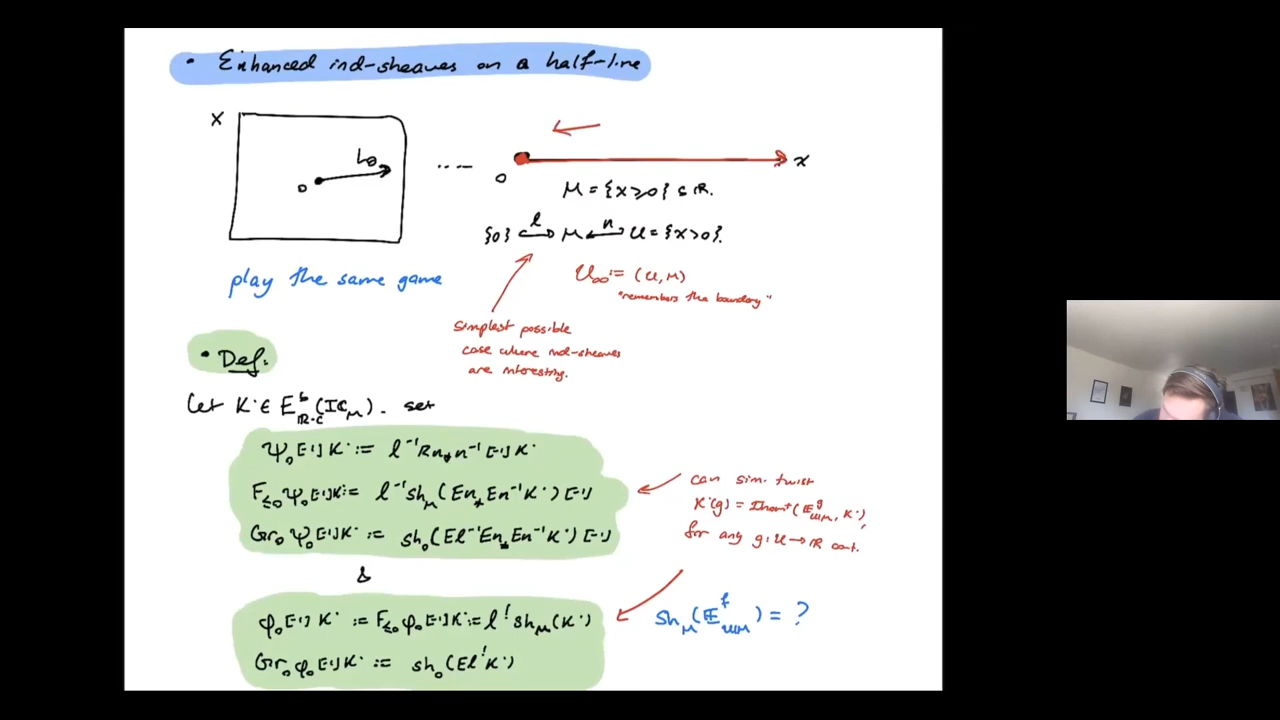 • Enhanced ind-sheaves on a half-line
X
0
L_θ
....
0
x
M = {x≥0} ⊆ ℝ.
{0} l M n U = {x>0}.
U_∞ := (U, M)
"remembers the boundary"
play the same game
simplest possible
case where ind-sheaves
are interesting.
• Def:
Let K• ∈ E^b_{ℝ-c}(Iℂ_M). set
ψ_0[-1]K• := l^{-1}Rn_*n^{-1}[-1]K•
F_{≤0}ψ_0[-1]K• := l^{-1}sh_M(En_*En^{-1}K•)[-1]
Gr_0ψ_0[-1]K• := sh_0(El^{-1}En_*En^{-1}K•)[-1]
can sim. twist
K•(g) = Ihom^+(𝔼^g_{U|M}, K•),
for any g: U → ℝ cont.
&
φ_0[-1]K• := F_{≤0}φ_0[-1]K• := l^!sh_M(K•)
Gr_0φ_0[-1]K• := sh_0(El^!K•)
sh_M(𝔼^f_{U|M}) = ?